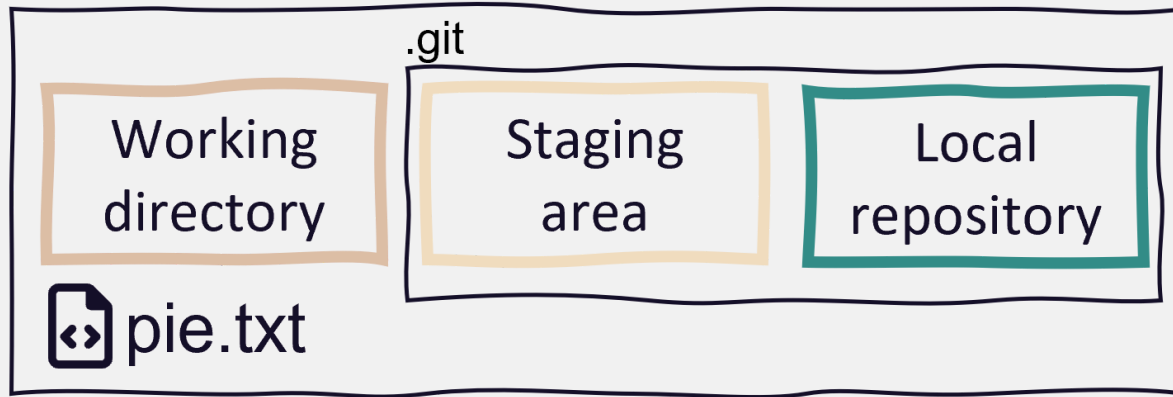 .git
Working
directory
Staging
area
Local
repository
pie.txt